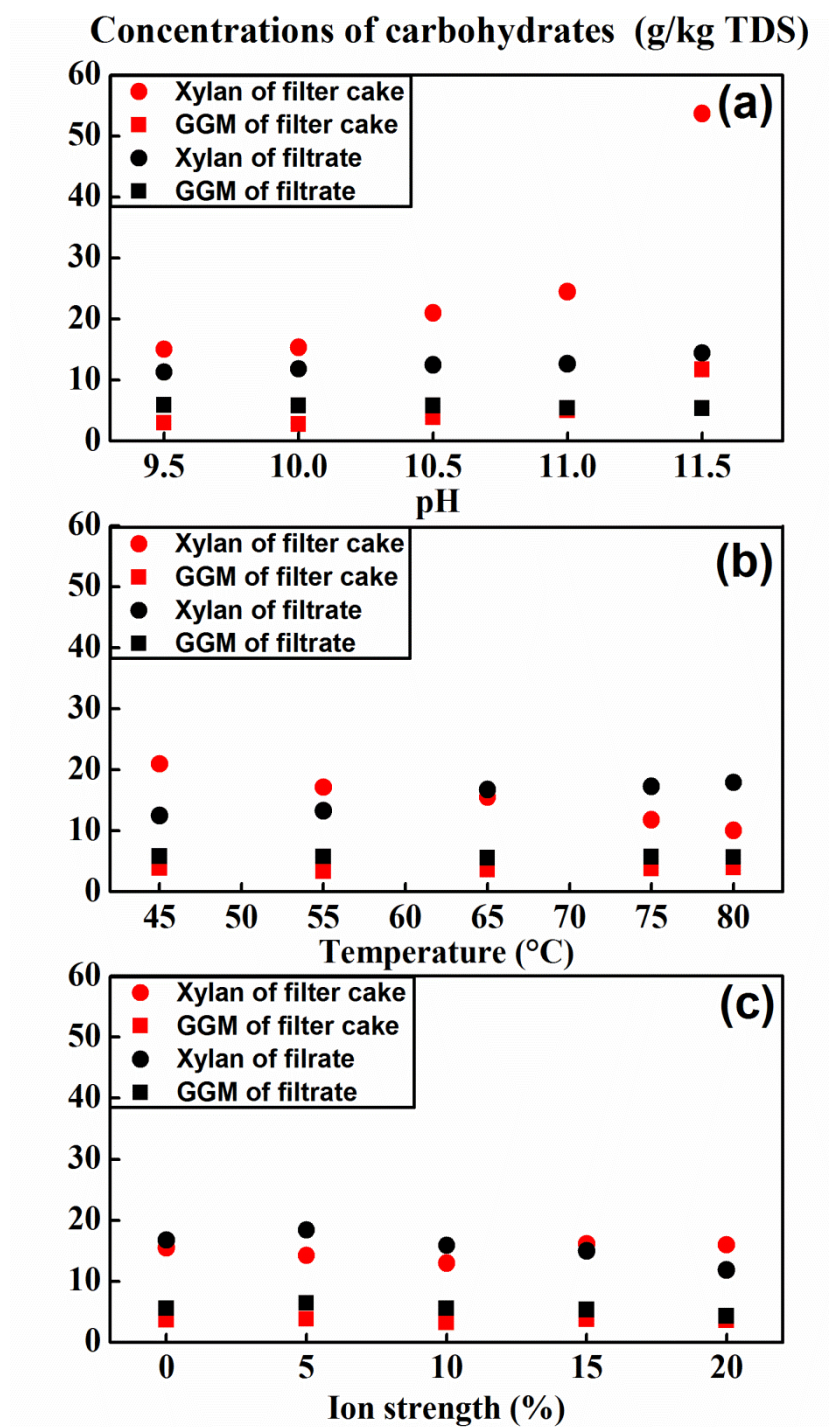 Concentrations of carbohydrates (g/kg TDS)
60
50
40
30
20
10
0
Xylan of filter cake
GGM of filter cake
Xylan of filtrate
GGM of filtrate
(a)
9.5 10.0 10.5 11.0 11.5
pH
60
50
40
30
20
10
0
Xylan of filter cake
GGM of filter cake
Xylan of filtrate
GGM of filtrate
(b)
45 50 55 60 65 70 75 80
Temperature (°C)
60
50
40
30
20
10
0
Xylan of filter cake
GGM of filter cake
Xylan of filrate
GGM of filtrate
(c)
0 5 10 15 20
Ion strength (%)